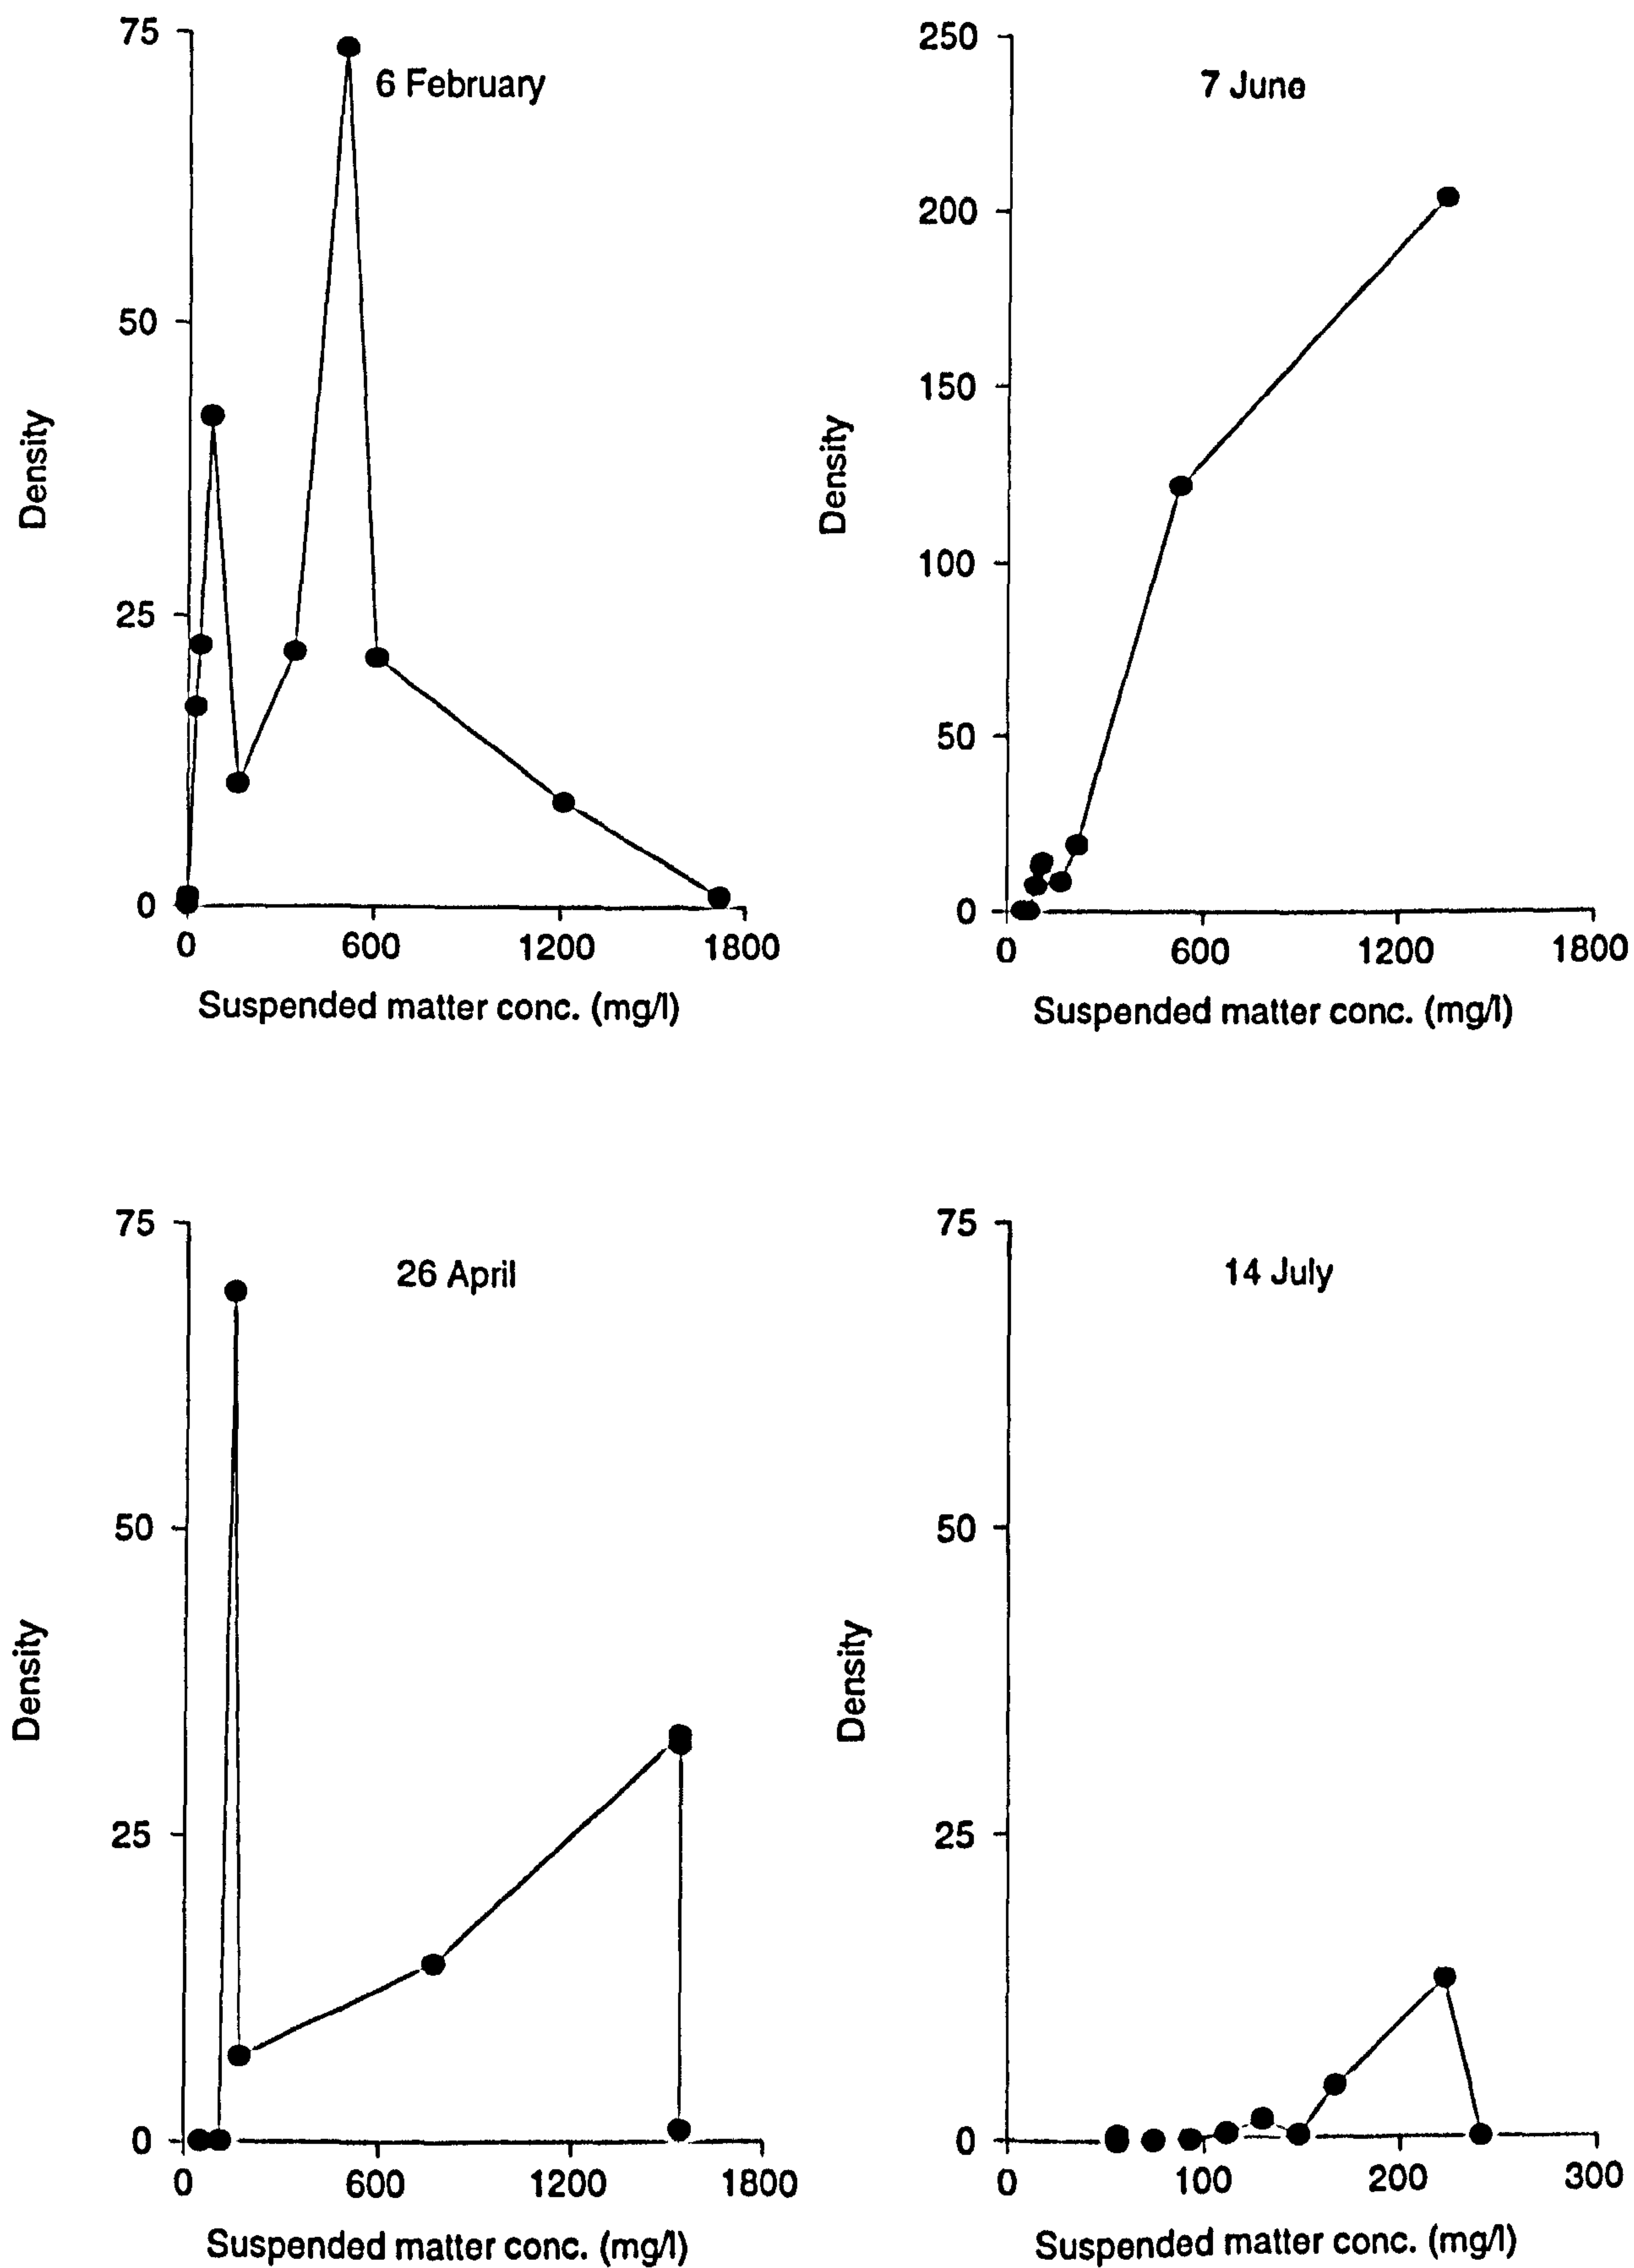 6 February
Density
75
50
25
0
0 600 1200 1800
Suspended matter conc. (mg/l)
7 June
Density
250
200
150
100
50
0
0 600 1200 1800
Suspended matter conc. (mg/l)
26 April
Density
75
50
25
0
0 600 1200 1800
Suspended matter conc. (mg/l)
14 July
Density
75
50
25
0
0 100 200 300
Suspended matter conc. (mg/l)